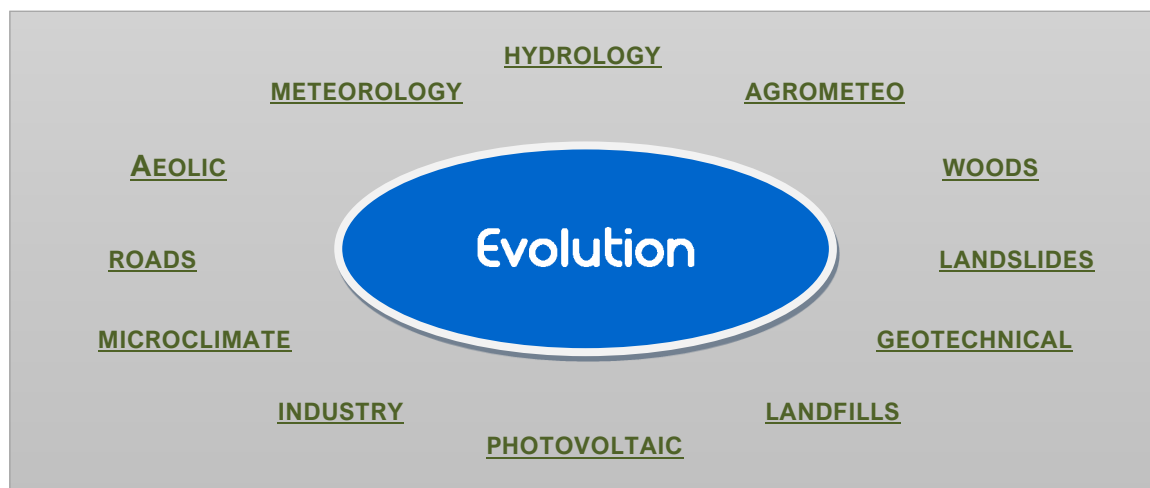 HYDROLOGY
METEOROLOGY
AGROMETEO
AEOLIC
WOODS
Evolution
ROADS
LANDSLIDES
MICROCLIMATE
GEOTECHNICAL
INDUSTRY
LANDFILLS
PHOTOVOLTAIC